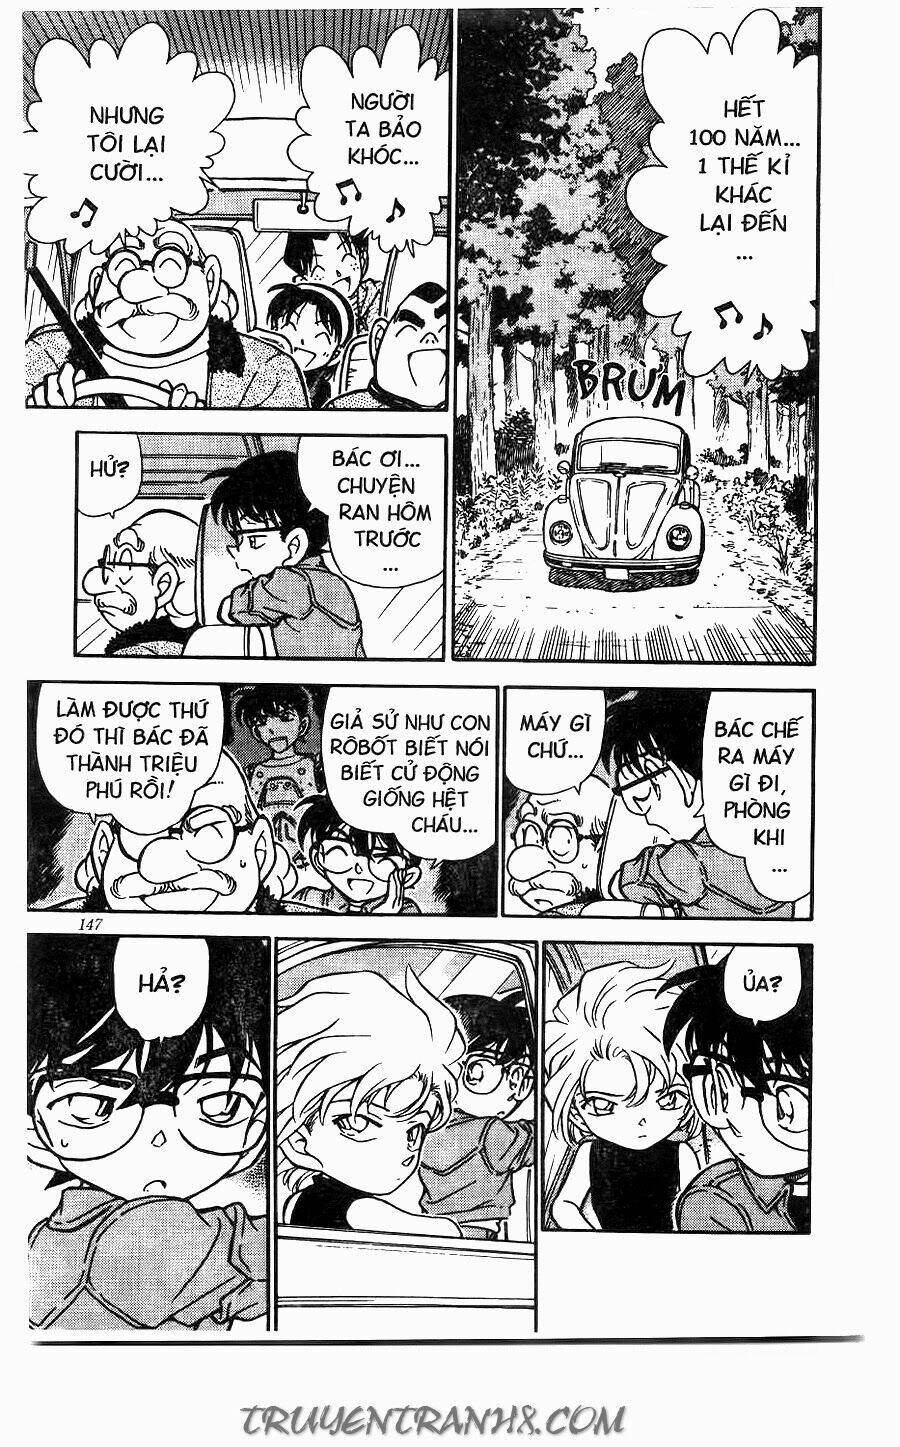 HẾT
100 NĂM...
1 THẾ KỈ
KHÁC
LẠI ĐẾN
...
BRỪM
NGƯỜI
TA BẢO
KHÓC...
NHƯNG
TÔI LẠI
CƯỜI...
BÁC ƠI...
CHUYỆN
RAN HÔM
TRƯỚC
...
HỬ?
BÁC CHẾ
RA MÁY
GÌ ĐI,
PHÒNG
KHI
...
MÁY GÌ
CHỨ...
GIẢ SỬ NHƯ CON
RÔBỐT BIẾT NÓI
BIẾT CỬ ĐỘNG
GIỐNG HỆT
CHÁU...
LÀM ĐƯỢC THỨ
ĐÓ THÌ BÁC ĐÃ
THÀNH TRIỆU
PHÚ RỒI!
...
147
ỦA?
HẢ?
TRUYENTRANH8.COM